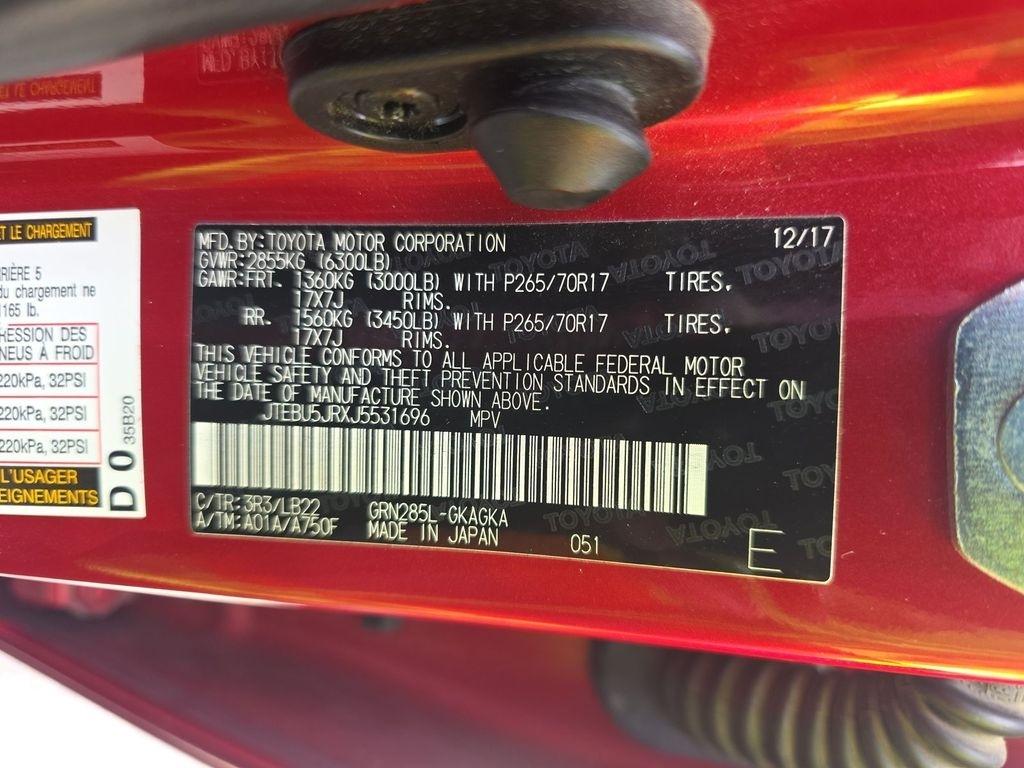 ET LE CHARGEMENT
RIÈRE 5
du chargement ne
1165 lb.
RESSION DES
NEUS À FROID
220kPa, 32PSI
220kPa, 32PSI
220kPa, 32PSI
L'USAGER
EIGNEMENTS
D 0 35B20
MFD.BY:TOYOTA MOTOR CORPORATION 12/17
GVWR:2855KG (6300LB)
GAWR:FRT. 1360KG (3000LB) WITH P265/70R17 TIRES.
17X7J RIMS.
RR. 1560KG (3450LB) WITH P265/70R17 TIRES.
17X7J RIMS.
THIS VEHICLE CONFORMS TO ALL APPLICABLE FEDERAL MOTOR
VEHICLE SAFETY AND THEFT PREVENTION STANDARDS IN EFFECT ON
THE DATE OF MANUFACTURE SHOWN ABOVE.
JTEBU5JRXJ5531696 MPV
C/TR:3R3/LB22 GRN285L-GKAGKA
A/TM:A01A/A750F MADE IN JAPAN 051 E